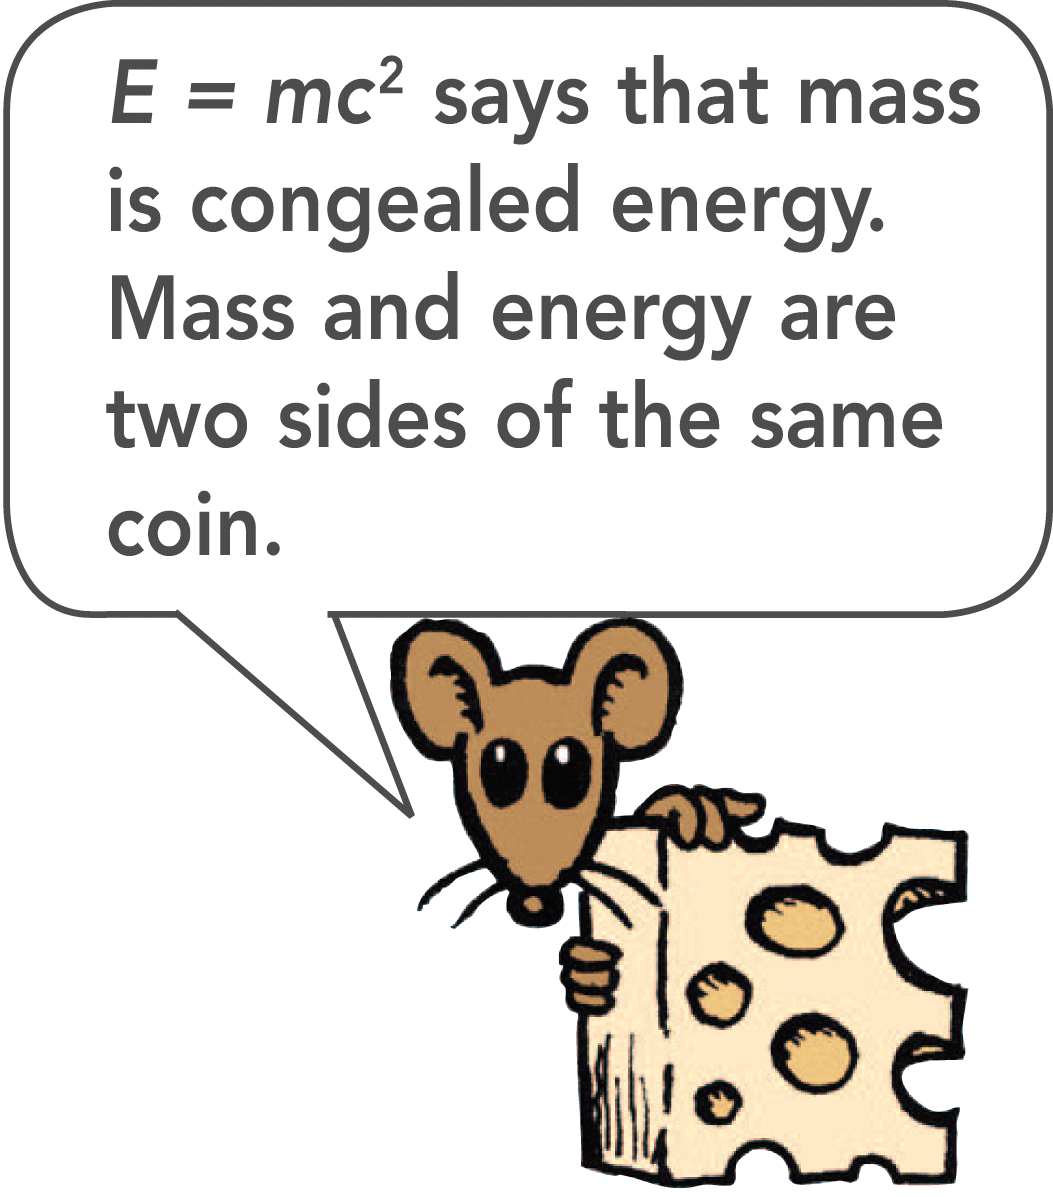 E = mc² says that mass
is congealed energy.
Mass and energy are
two sides of the same
coin.